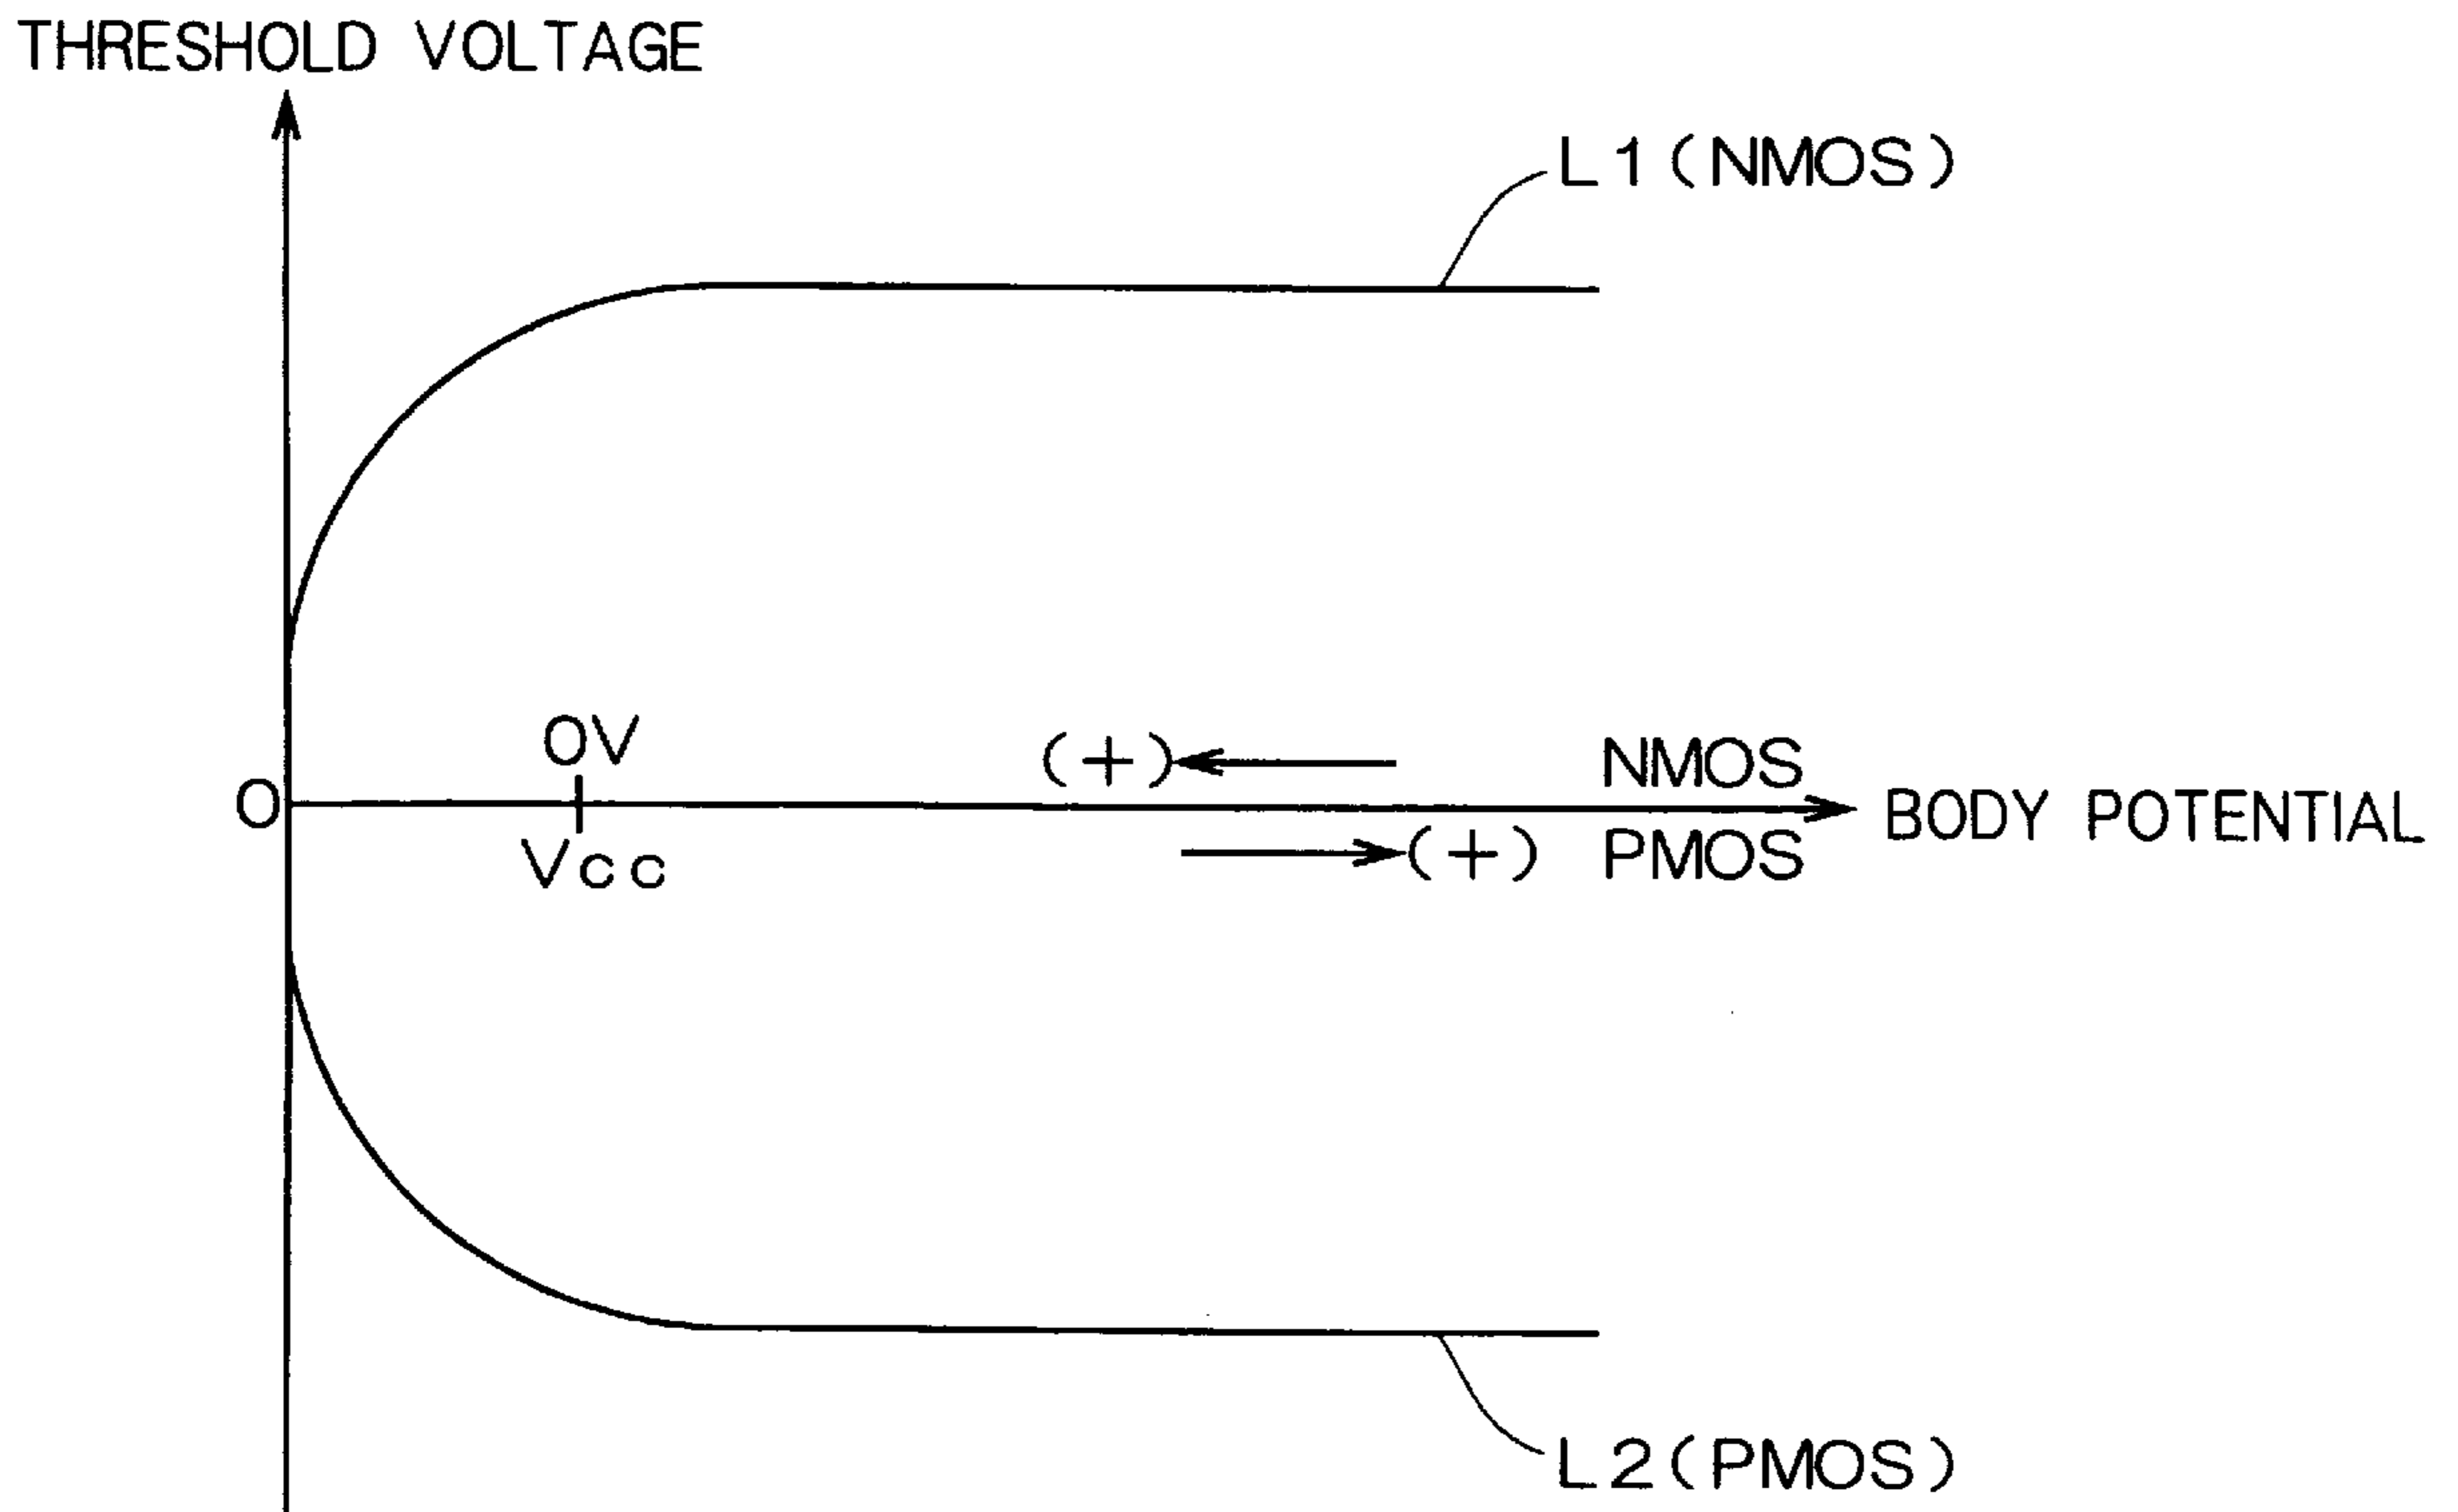 THRESHOLD VOLTAGE
L1(NMOS)
0V
(+) NMOS
O
BODY POTENTIAL
Vcc
(+) PMOS
L2(PMOS)